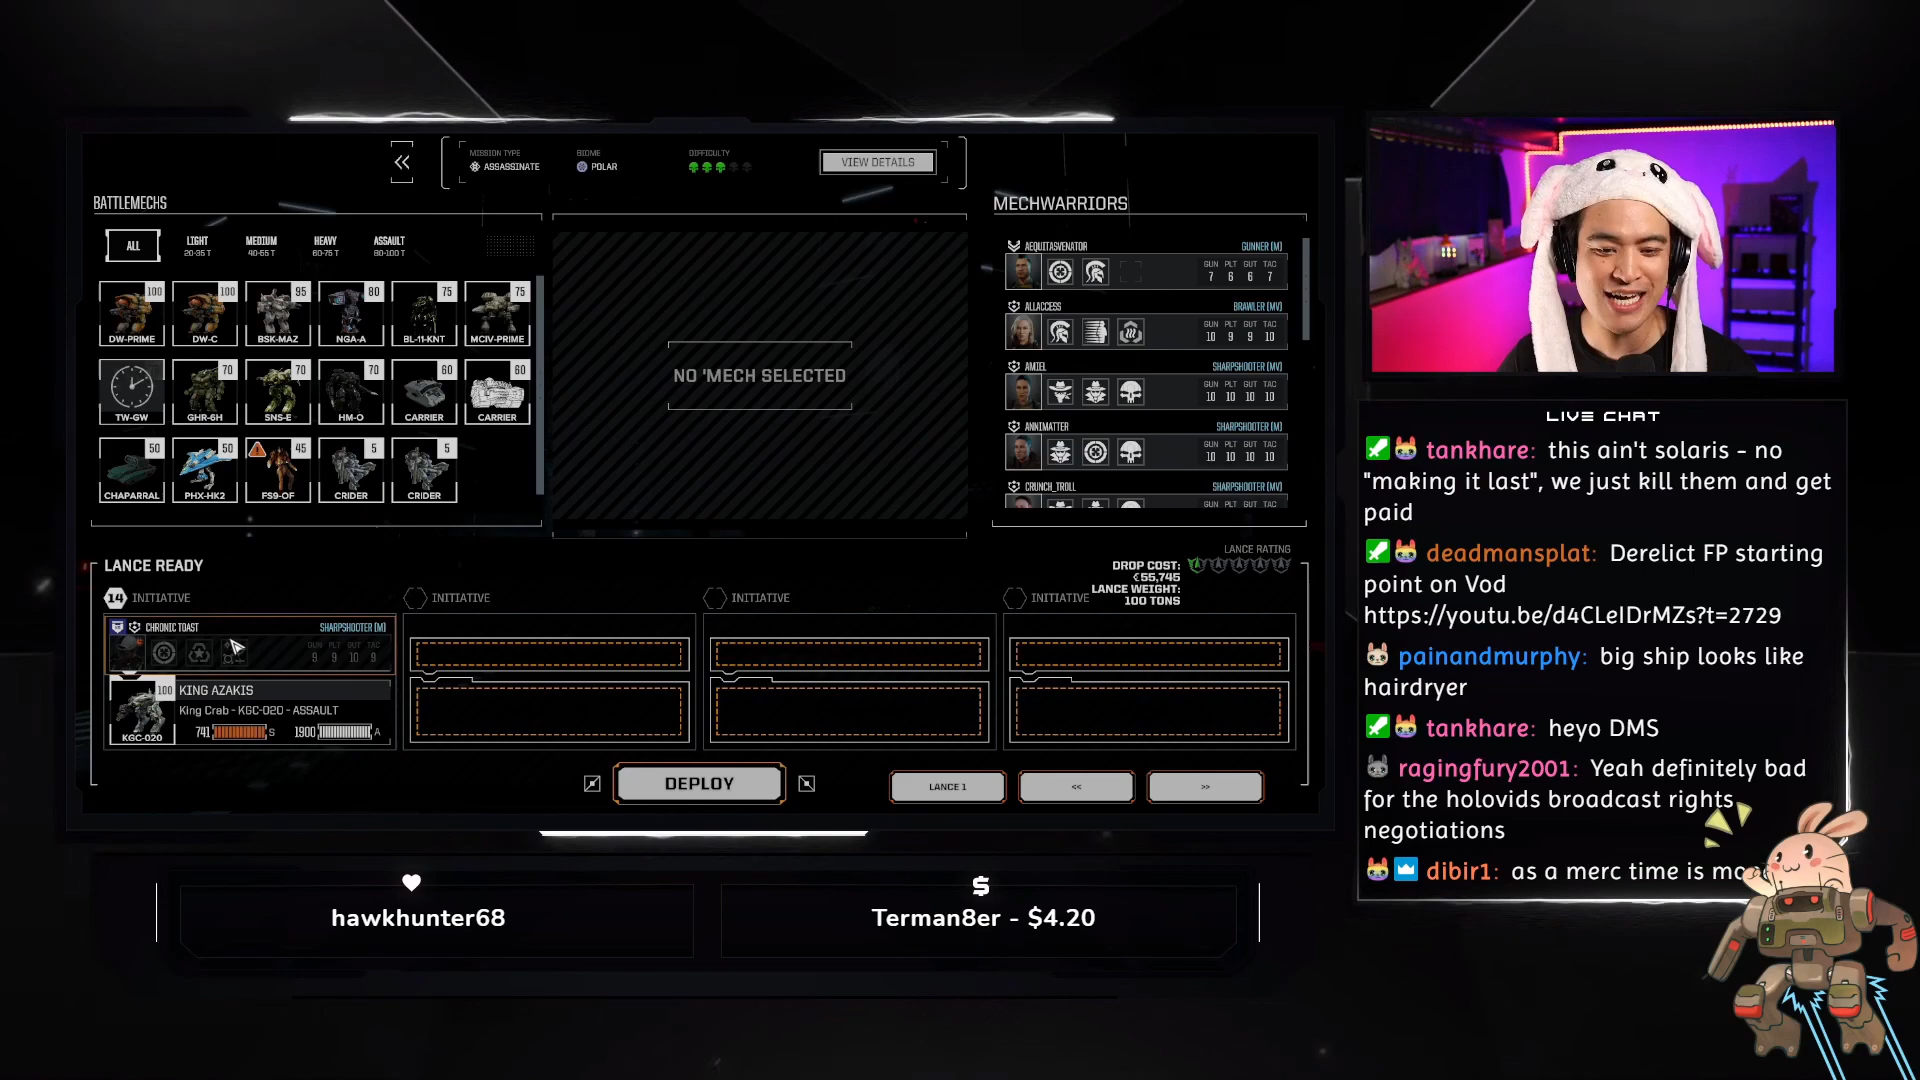 MISSION TYPE
ASSASSINATE
BIOME
POLAR
DIFFICULTY
VIEW DETAILS
BATTLEMECHS
ALL
LIGHT
20-35 T
MEDIUM
40-55 T
HEAVY
60-75 T
ASSAULT
80-100 T
100
DW-PRIME
100
DW-C
95
BSK-MAZ
80
NGA-A
75
BL-11-KNT
75
MCIV-PRIME
TW-GW
70
GHR-6H
70
SNS-E
70
HM-O
60
CARRIER
60
CARRIER
50
CHAPARRAL
50
PHX-HK2
45
FS9-OF
5
CRIDER
5
CRIDER
NO 'MECH SELECTED
MECHWARRIORS
AEQUITASVENATOR GUNNER [M]
GUN PLT GUT TAC
7 6 6 7
ALLACCESS BRAWLER [MV]
GUN PLT GUT TAC
10 9 9 10
AMIEL SHARPSHOOTER [MV]
GUN PLT GUT TAC
10 10 10 10
ANNIMATTER SHARPSHOOTER [M]
GUN PLT GUT TAC
10 10 10 10
CRUNCH_TROLL SHARPSHOOTER [MV]
GUN PLT GUT TAC
LANCE READY
LANCE RATING
DROP COST:
₵55,745
LANCE WEIGHT:
100 TONS
14 INITIATIVE
INITIATIVE
INITIATIVE
INITIATIVE
CHRONIC TOAST SHARPSHOOTER [M]
GUN PLT GUT TAC
9 9 10 9
100
KING AZAKIS
King Crab - KGC-020 - ASSAULT
KGC-020
741 S 1900 A
DEPLOY
LANCE 1
<<
>>
hawkhunter68
$
Terman8er - $4.20
LIVE CHAT
tankhare: this ain't solaris - no
"making it last", we just kill them and get
paid
deadmansplat: Derelict FP starting
point on Vod
https://youtu.be/d4CLeIDrMZs?t=2729
painandmurphy: big ship looks like
hairdryer
tankhare: heyo DMS
ragingfury2001: Yeah definitely bad
for the holovids broadcast rights
negotiations
dibir1: as a merc time is